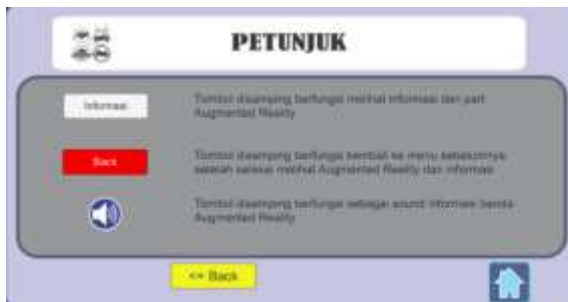 PETUNJUK
Informasi
Tombol disamping berfungsi melihat informasi dan part
Augmented Reality
Back
Tombol disamping berfungsi kembali ke menu sebelumnya
setelah selesai melihat Augmented Reality dan informasi
Tombol disamping berfungsi sebagai sound informasi benda
Augmented Reality
<= Back